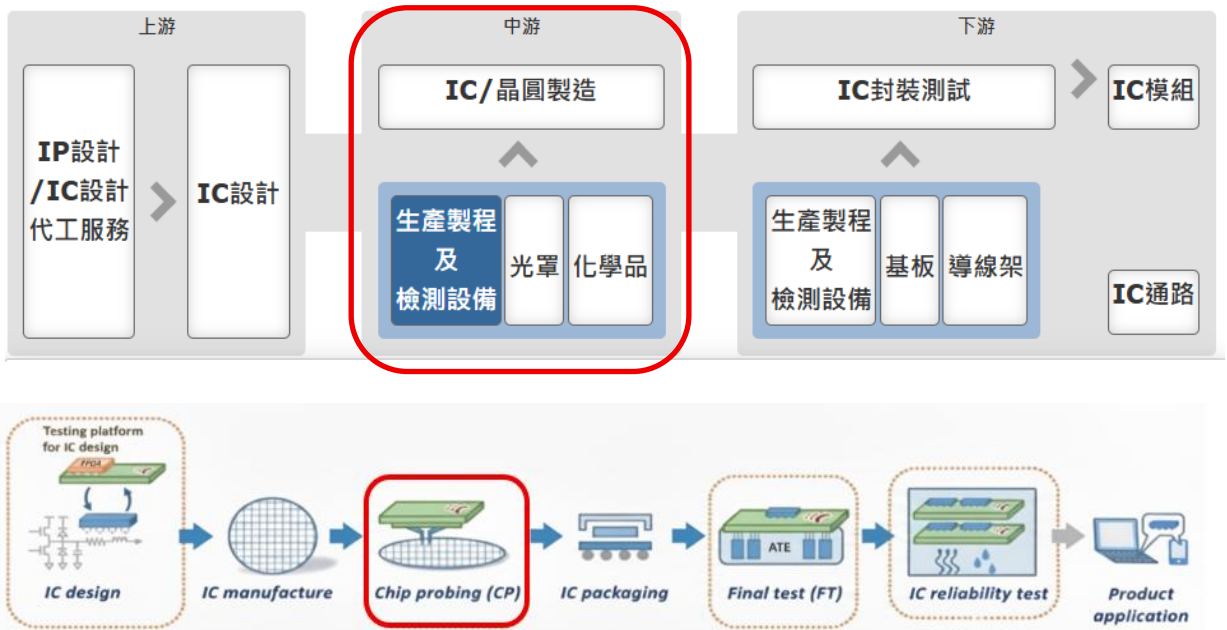 上游
中游
下游
IP設計
/IC設計
代工服務
IC設計
IC/晶圓製造
生產製程
及
檢測設備
光罩
化學品
IC封裝測試
生產製程
及
檢測設備
基板
導線架
IC模組
IC通路
Testing platform
for IC design
FPGA
IC design
IC manufacture
Chip probing (CP)
IC packaging
ATE
Final test (FT)
IC reliability test
Product
application